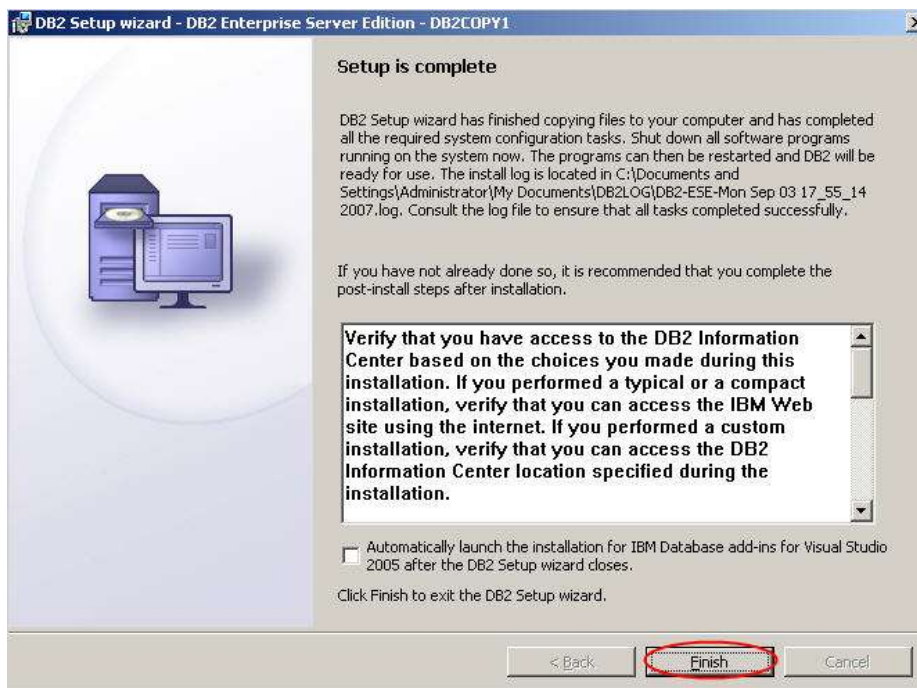 DB2 Setup wizard - DB2 Enterprise Server Edition - DB2COPY1
Setup is complete
DB2 Setup wizard has finished copying files to your computer and has completed
all the required system configuration tasks. Shut down all software programs
running on the system now. The programs can then be restarted and DB2 will be
ready for use. The install log is located in C:\Documents and
Settings\Administrator\My Documents\DB2LOG\DB2-ESE-Mon Sep 03 17_55_14
2007.log. Consult the log file to ensure that all tasks completed successfully.
If you have not already done so, it is recommended that you complete the
post-install steps after installation.
Verify that you have access to the DB2 Information
Center based on the choices you made during this
installation. If you performed a typical or a compact
installation, verify that you can access the IBM Web
site using the internet. If you performed a custom
installation, verify that you can access the DB2
Information Center location specified during the
installation.
Automatically launch the installation for IBM Database add-ins for Visual Studio
2005 after the DB2 Setup wizard closes.
Click Finish to exit the DB2 Setup wizard.
< Back Finish Cancel